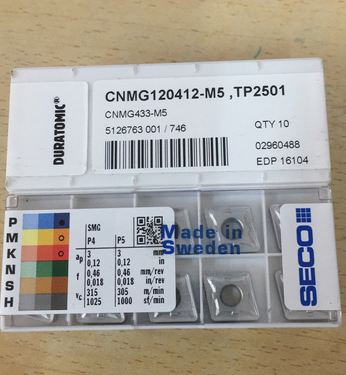 DURATOMIC®
CNMG120412-M5 ,TP2501
CNMG433-M5
5126763 001 / 746
QTY 10
02960488
EDP 16104
P
M
K
N
S
H
SMG
P4 P5
ap 3 3 mm
0,12 0,12 in
f 0,46 0,46 mm/rev
0,018 0,018 in/rev
vc 315 305 m/min
1025 1000 sf/min
Made in
Sweden
SECO